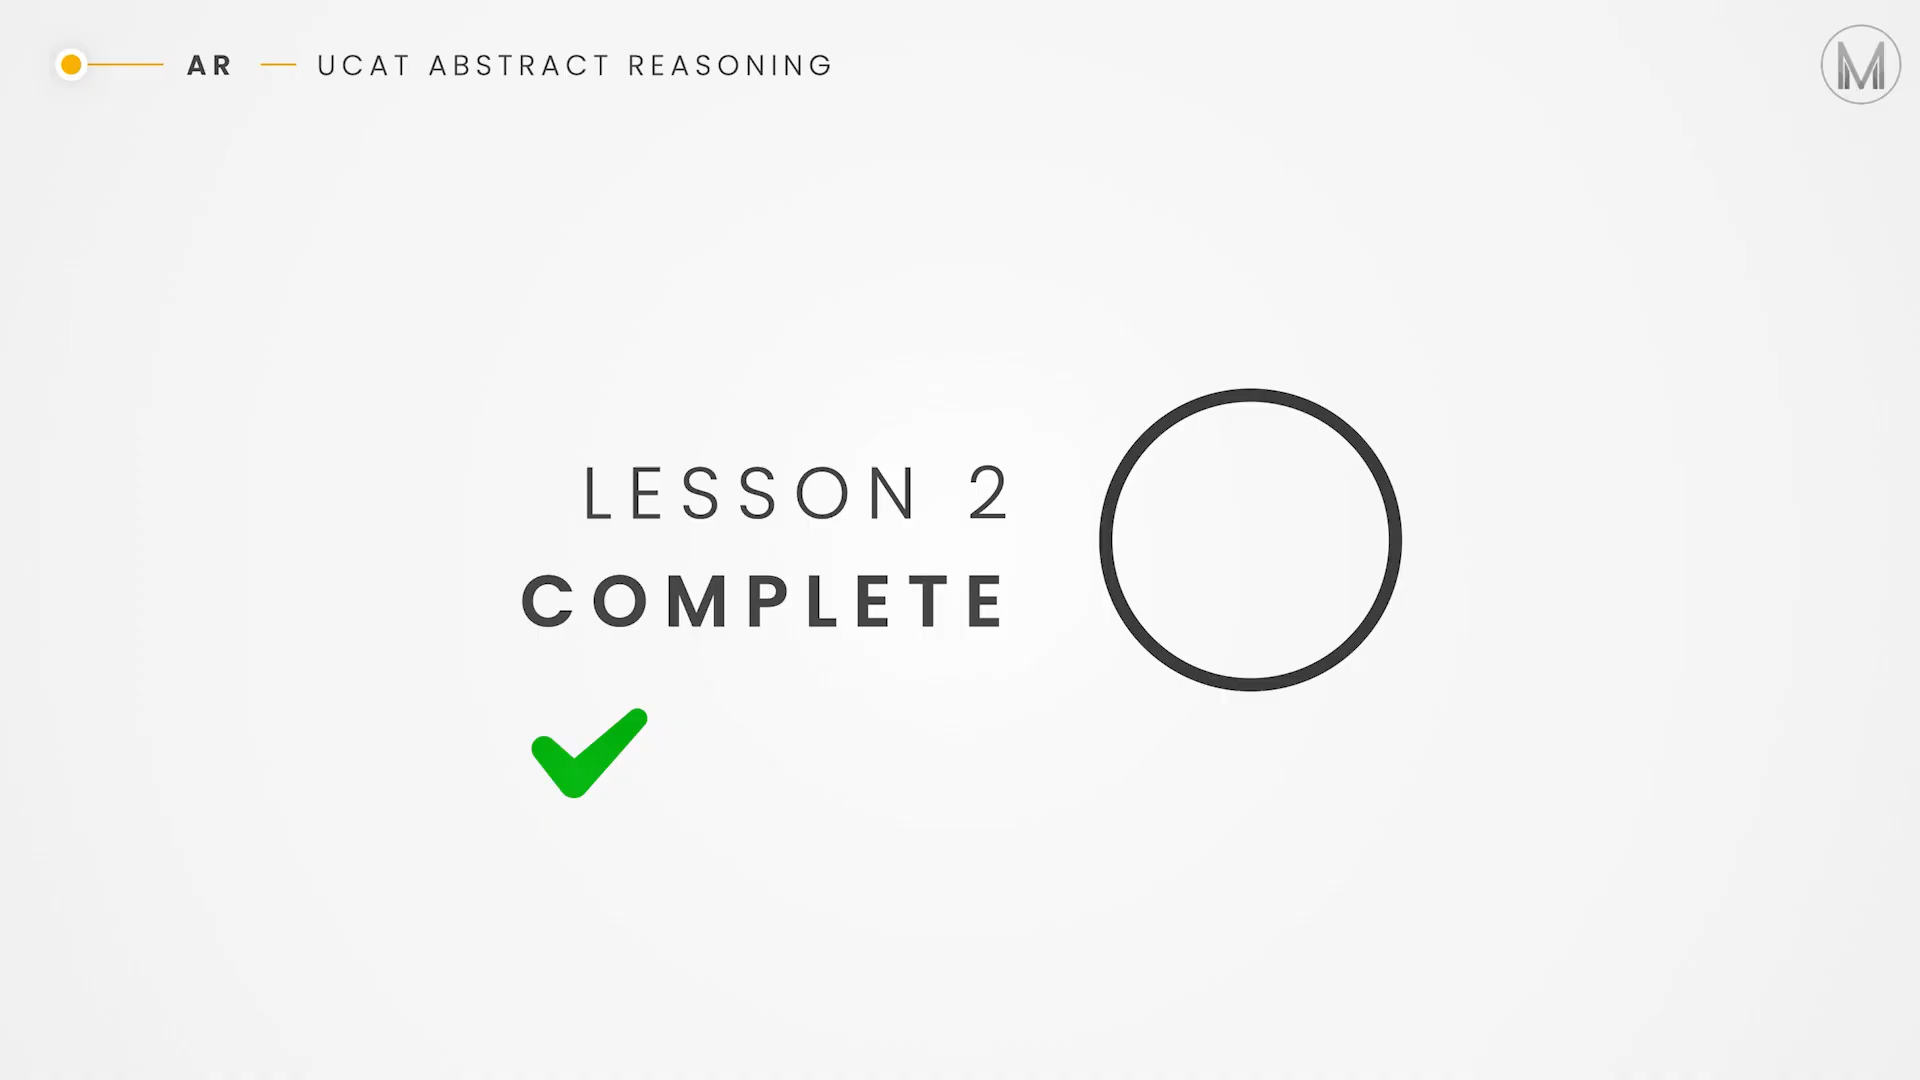 AR — UCAT ABSTRACT REASONING
M
LESSON 2
COMPLETE